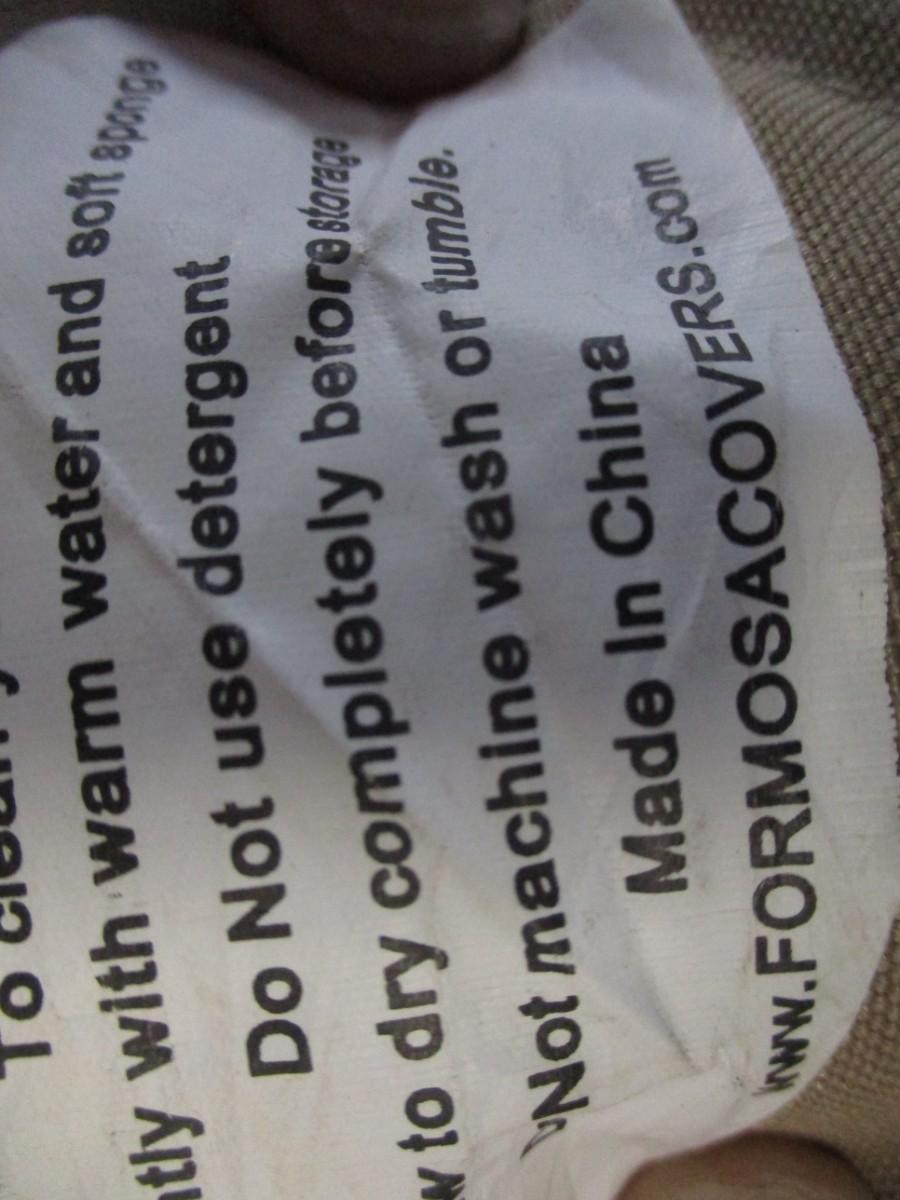 To clean
ntly with warm water and soft sponge
Do Not use detergent
w to dry completely before storage
Not machine wash or tumble.
Made In China
www.FORMOSACOVERS.com